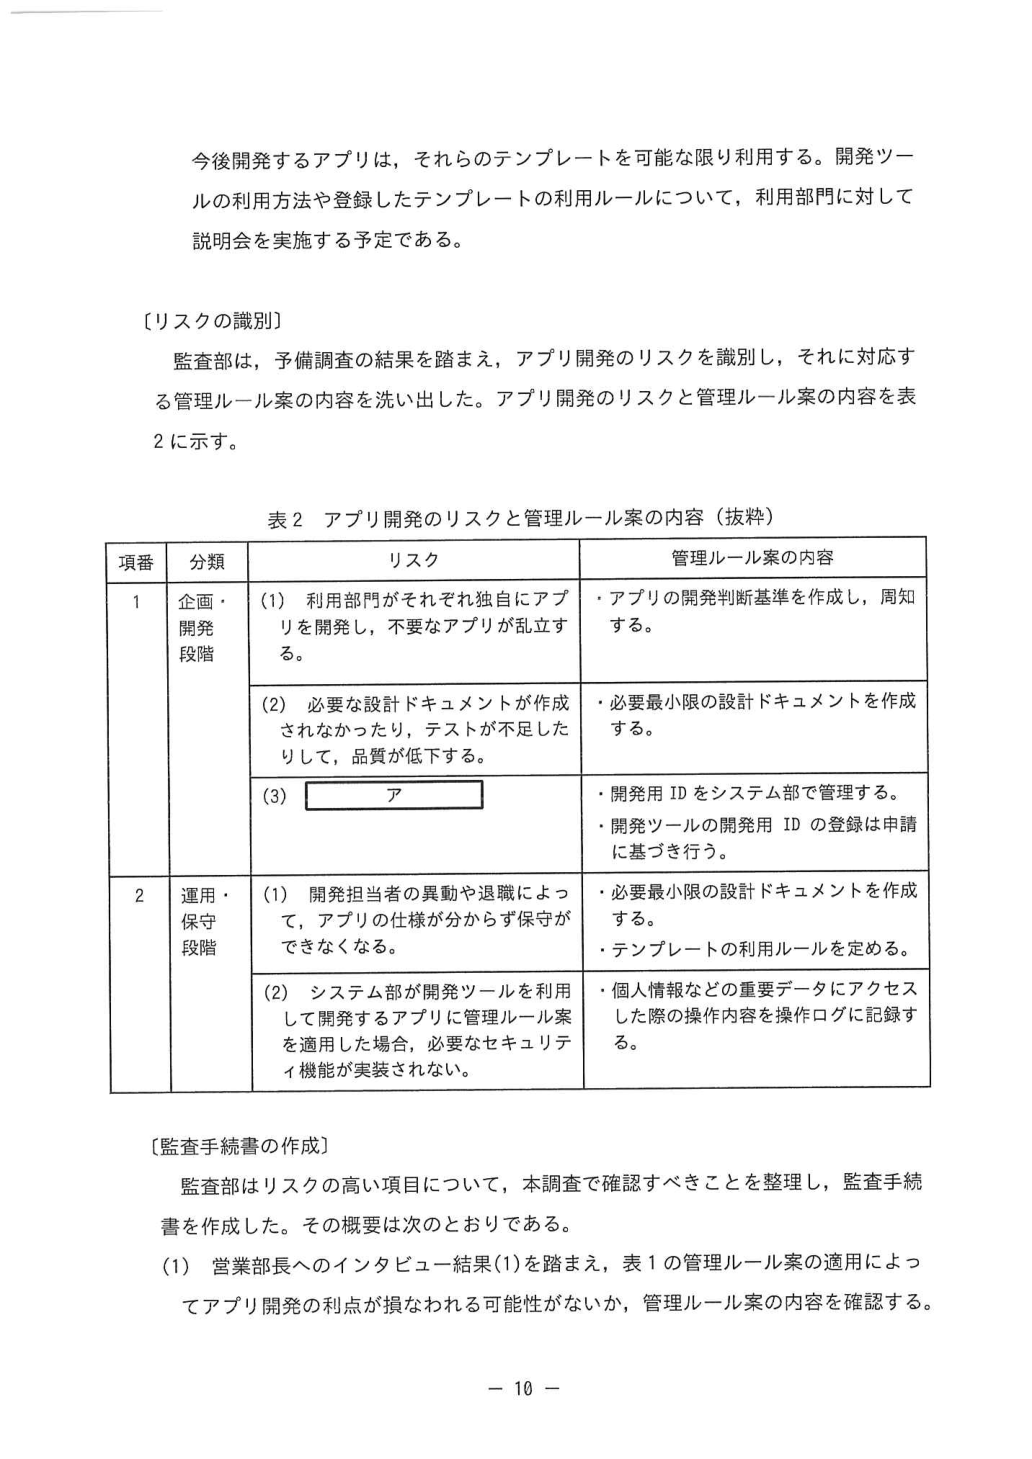 今後開発するアプリは，それらのテンプレートを可能な限り利用する。開発ツー
ルの利用方法や登録したテンプレートの利用ルールについて，利用部門に対して
説明会を実施する予定である。
〔リスクの識別〕
監査部は，予備調査の結果を踏まえ，アプリ開発のリスクを識別し，それに対応す
る管理ルール案の内容を洗い出した。アプリ開発のリスクと管理ルール案の内容を表
2に示す。
表2　アプリ開発のリスクと管理ルール案の内容（抜粋）
項番　分類　リスク　管理ルール案の内容
1
企画・
開発
段階
(1)　利用部門がそれぞれ独自にアプ
リを開発し，不要なアプリが乱立す
る。
・アプリの開発判断基準を作成し，周知
する。
(2)　必要な設計ドキュメントが作成
されなかったり，テストが不足した
りして，品質が低下する。
・必要最小限の設計ドキュメントを作成
する。
(3)　ア
・開発用 ID をシステム部で管理する。
・開発ツールの開発用 ID の登録は申請
に基づき行う。
2
運用・
保守
段階
(1)　開発担当者の異動や退職によっ
て，アプリの仕様が分からず保守が
できなくなる。
・必要最小限の設計ドキュメントを作成
する。
・テンプレートの利用ルールを定める。
(2)　システム部が開発ツールを利用
して開発するアプリに管理ルール案
を適用した場合，必要なセキュリテ
ィ機能が実装されない。
・個人情報などの重要データにアクセス
した際の操作内容を操作ログに記録す
る。
〔監査手続書の作成〕
監査部はリスクの高い項目について，本調査で確認すべきことを整理し，監査手続
書を作成した。その概要は次のとおりである。
(1)　営業部長へのインタビュー結果(1)を踏まえ，表1の管理ルール案の適用によっ
てアプリ開発の利点が損なわれる可能性がないか，管理ルール案の内容を確認する。
― 10 ―